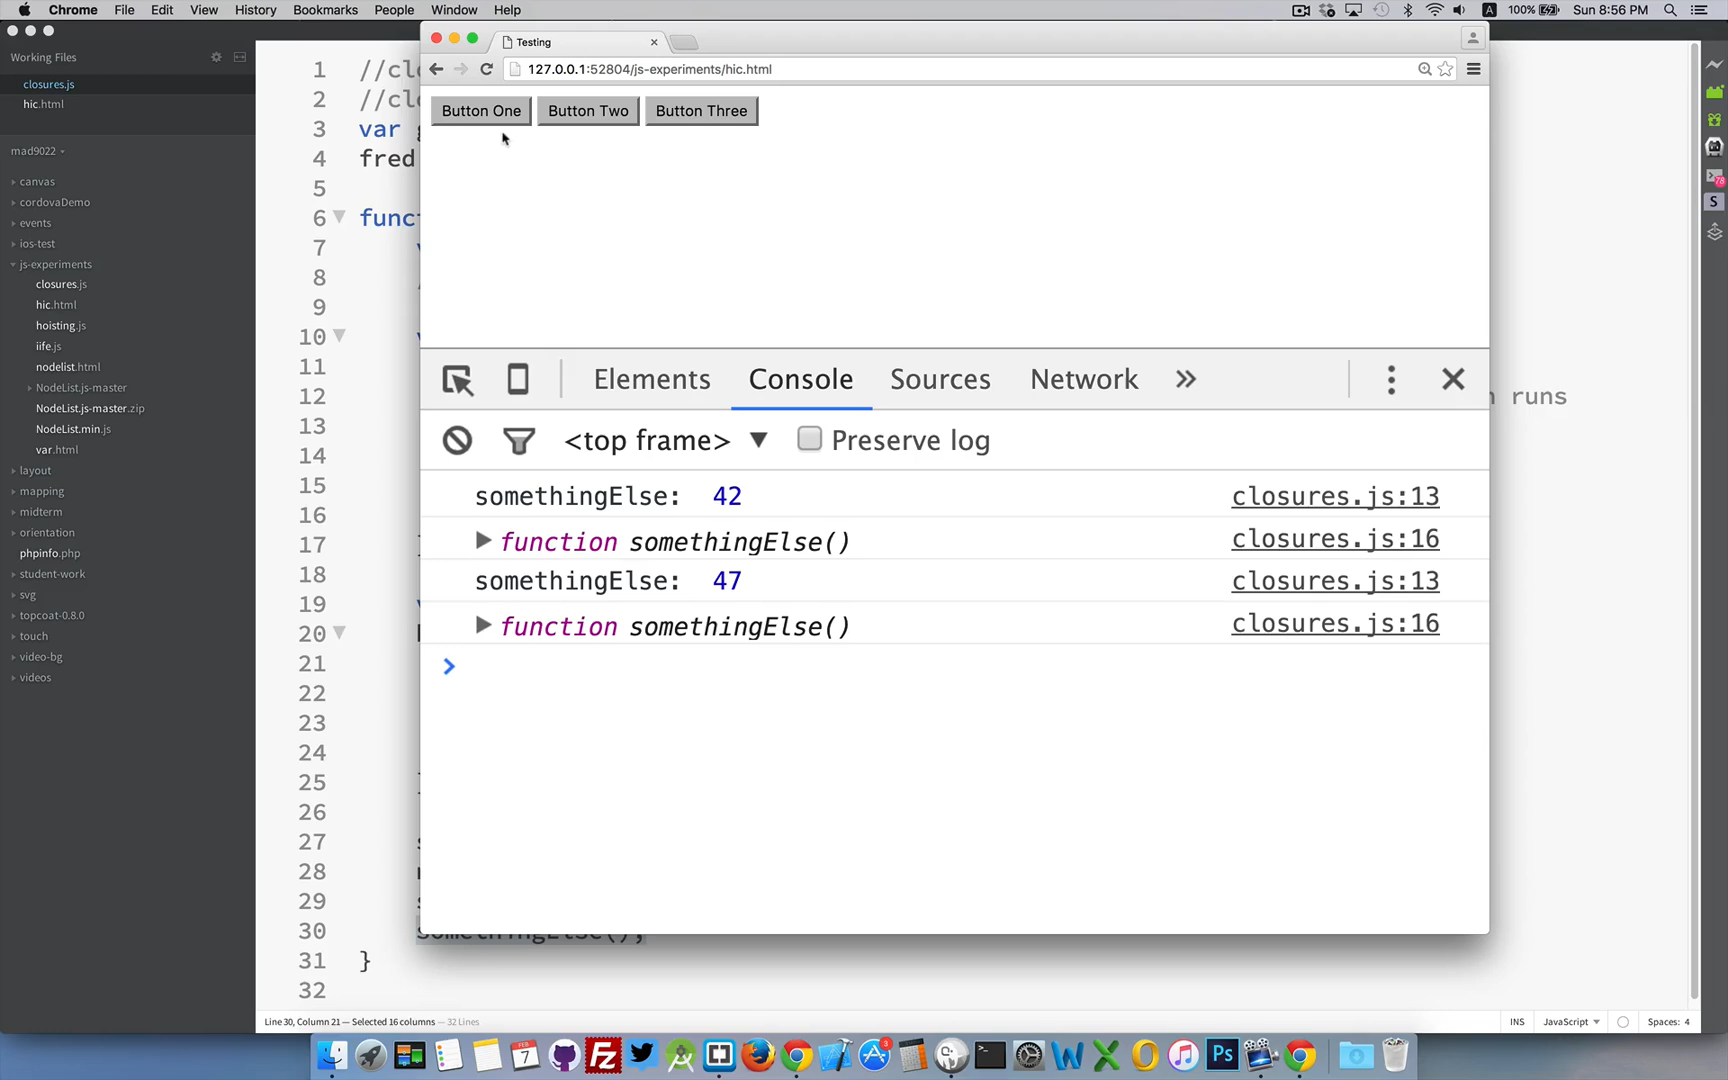 Chrome File Edit View History Bookmarks People Window Help
100% Sun 8:56 PM
Working Files
closures.js
hic.html
mad9022
canvas
cordovaDemo
events
ios-test
js-experiments
closures.js
hic.html
hoisting.js
iife.js
nodelist.html
NodeList.js-master
NodeList.js-master.zip
NodeList.min.js
var.html
layout
mapping
midterm
orientation
phpinfo.php
student-work
svg
topcoat-0.8.0
touch
video-bg
videos
1 //clo
2 //clo
3 var g
4 fred
5
6 func
7
8
9
10
11
12 runs
13
14
15
16
17
18
19
20
21
22
23
24
25
26
27
28
29
30 somethingElse();
31 }
32
Testing
127.0.0.1:52804/js-experiments/hic.html
Button One Button Two Button Three
Elements Console Sources Network
<top frame> Preserve log
somethingElse: 42 closures.js:13
function somethingElse() closures.js:16
somethingElse: 47 closures.js:13
function somethingElse() closures.js:16
Line 30, Column 21 — Selected 16 columns — 32 Lines
INS JavaScript Spaces: 4